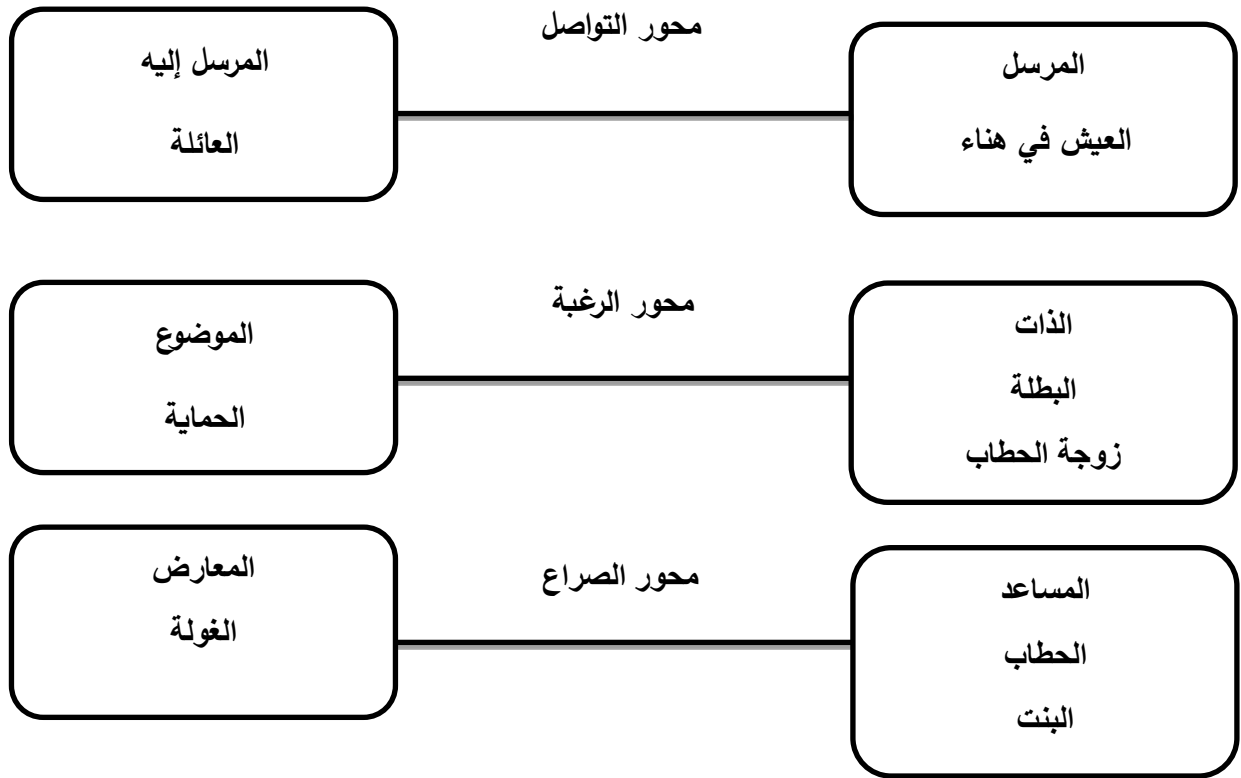 محور التواصل
المرسل
العيش في هناء
المرسل إليه
العائلة
محور الرغبة
الذات
البطلة
زوجة الحطاب
الموضوع
الحماية
محور الصراع
المساعد
الحطاب
البنت
المعارض
الغولة